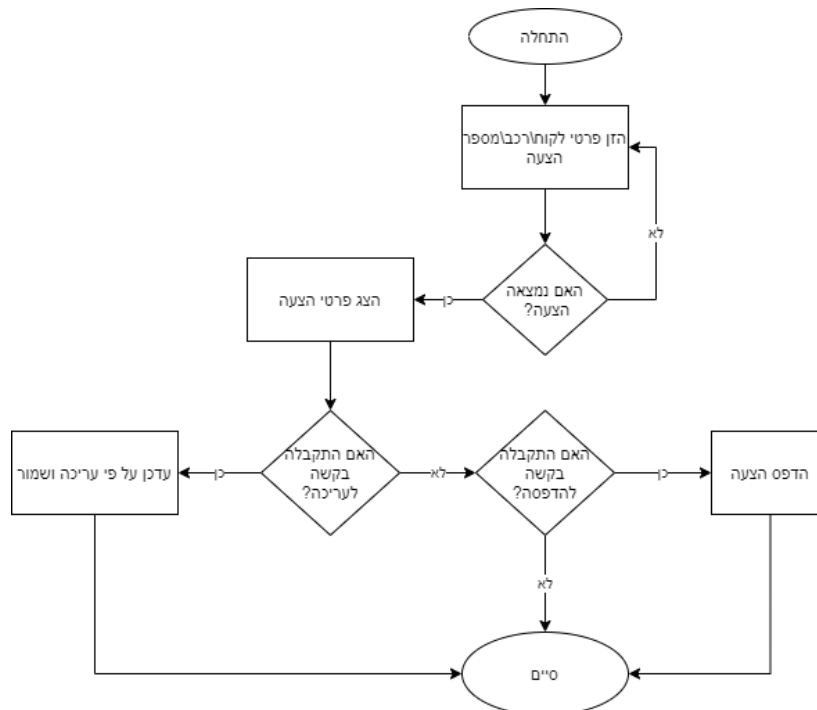 התחלה
הזן פרטי לקוח\רכב\מספר
הצעה
לא
האם נמצאה
הצעה?
כן
הצג פרטי הצעה
האם התקבלה
בקשה
לעריכה?
כן
עדכן על פי עריכה ושמור
לא
האם התקבלה
בקשה
להדפסה?
כן
הדפס הצעה
לא
סיים